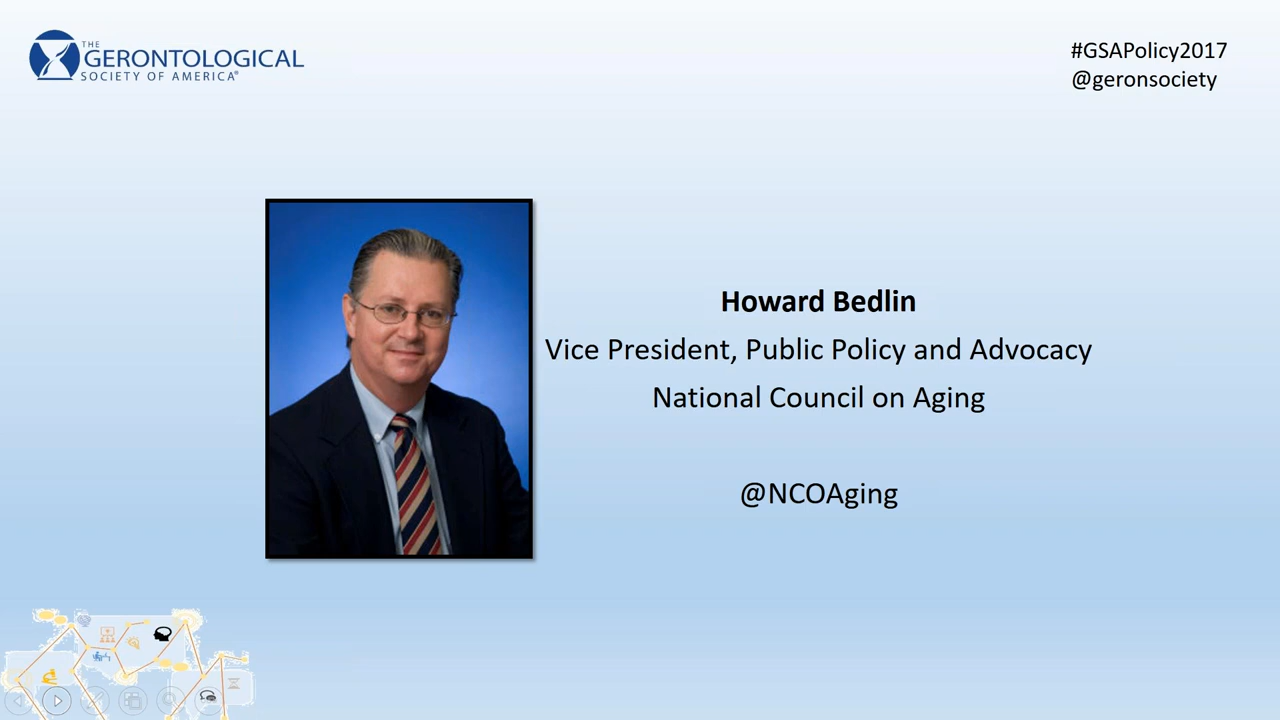 THE
GERONTOLOGICAL
SOCIETY OF AMERICA®
#GSAPolicy2017
@geronsociety
Howard Bedlin
Vice President, Public Policy and Advocacy
National Council on Aging
@NCOAging